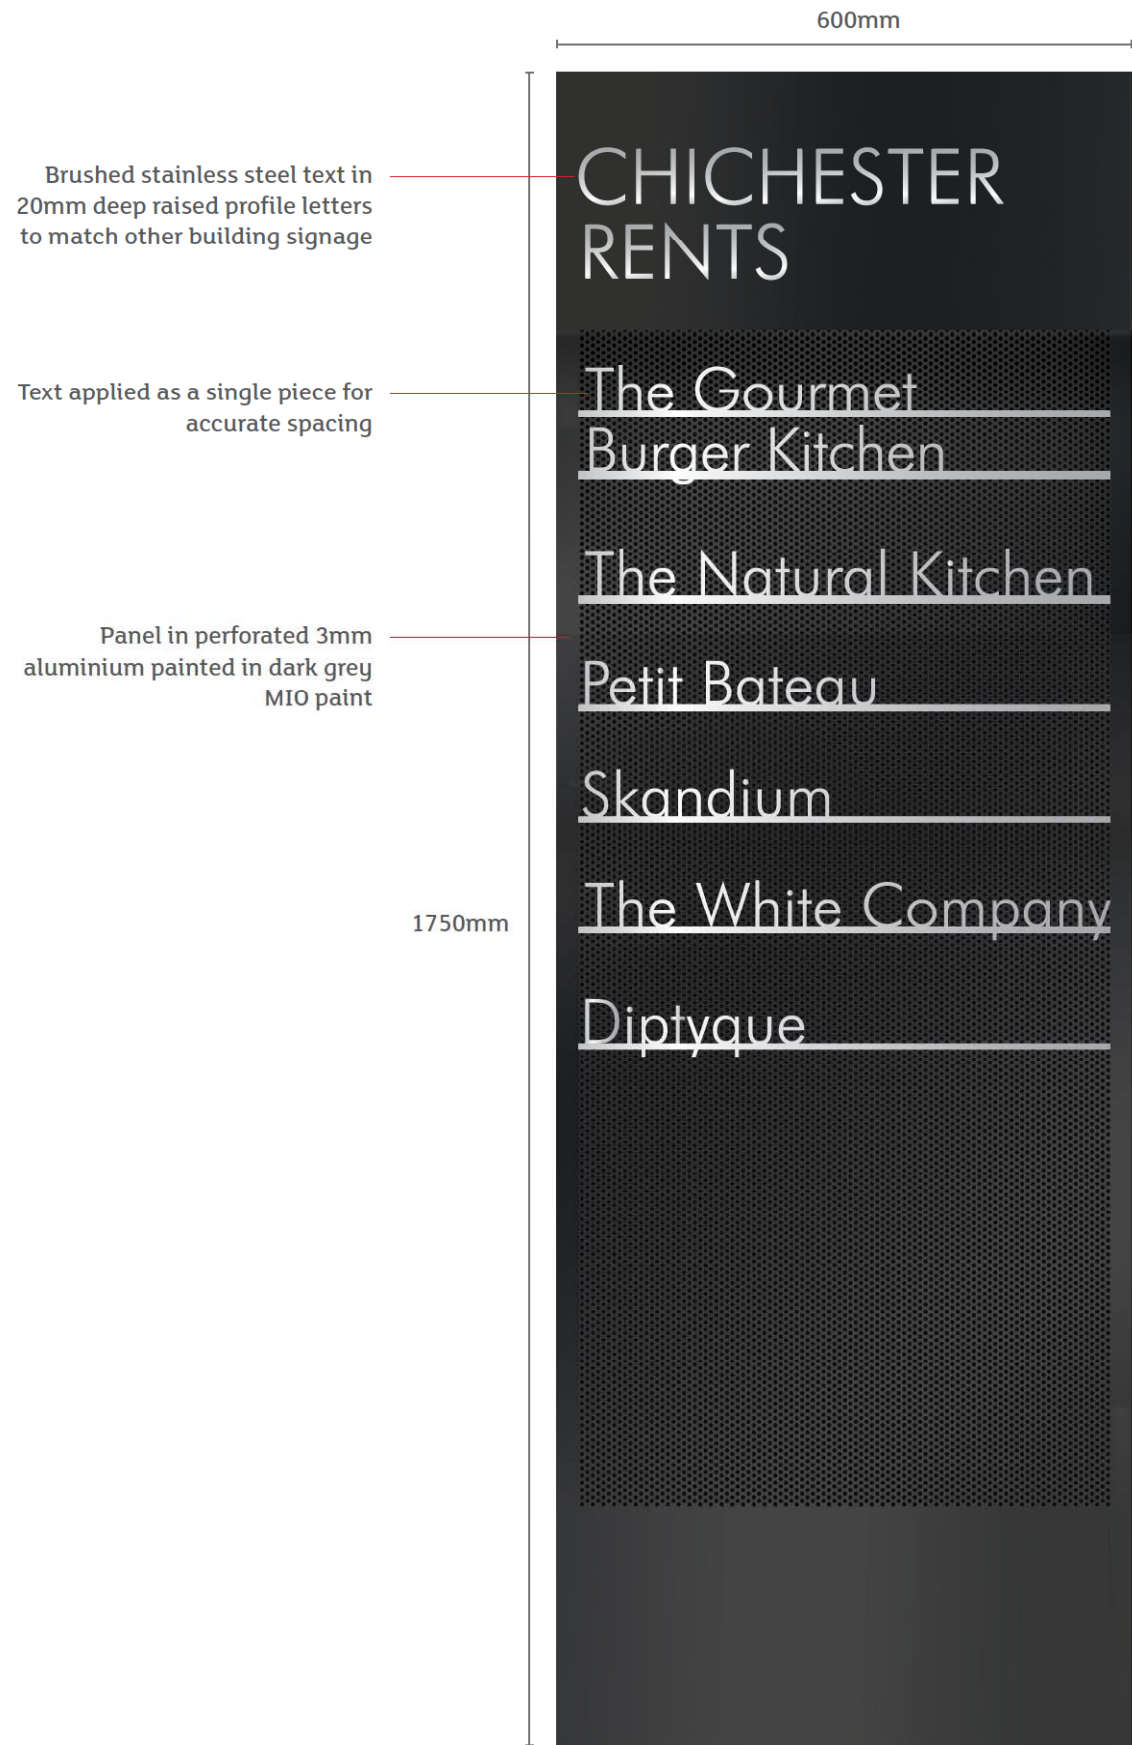 600mm
Brushed stainless steel text in
20mm deep raised profile letters
to match other building signage
CHICHESTER
RENTS
Text applied as a single piece for
accurate spacing
The Gourmet
Burger Kitchen
The Natural Kitchen
Panel in perforated 3mm
aluminium painted in dark grey
MIO paint
Petit Bateau
Skandium
The White Company
1750mm
Diptyque